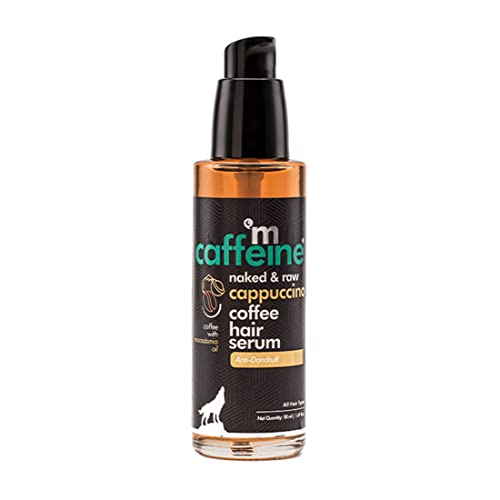 'm
caffeine
naked & raw
cappuccino
coffee
hair
serum
Anti-Dandruff
coffee
with
macadamia
oil
All Hair Types
Net Quantity: 50 ml |